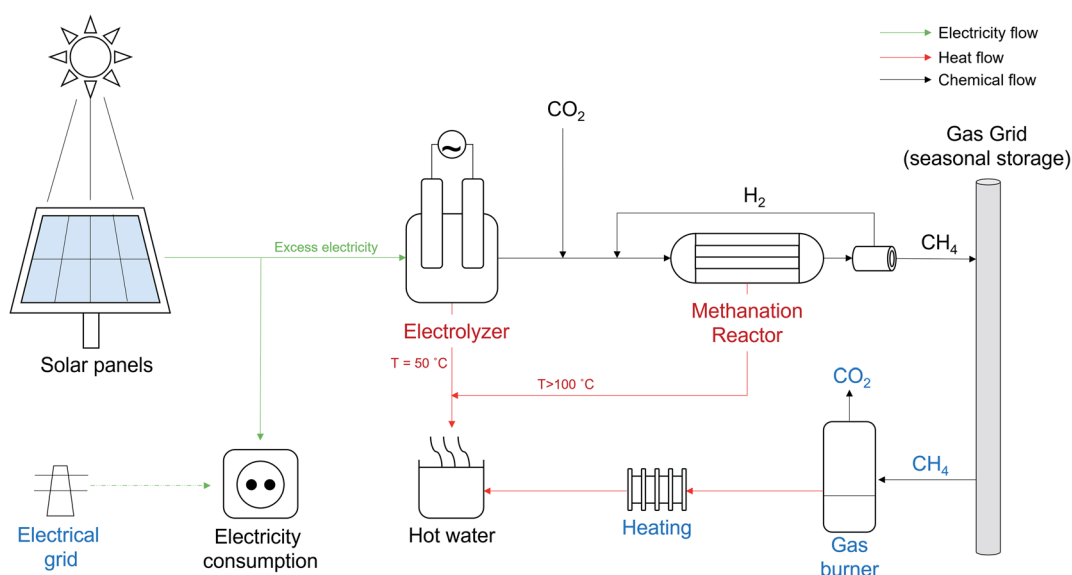 Electricity flow
Heat flow
Chemical flow
CO2
Gas Grid
(seasonal storage)
H2
Excess electricity
CH4
Solar panels
Electrolyzer
Methanation
Reactor
T = 50 ˚C
T>100 ˚C
CO2
CH4
Electrical
grid
Electricity
consumption
Hot water
Heating
Gas
burner